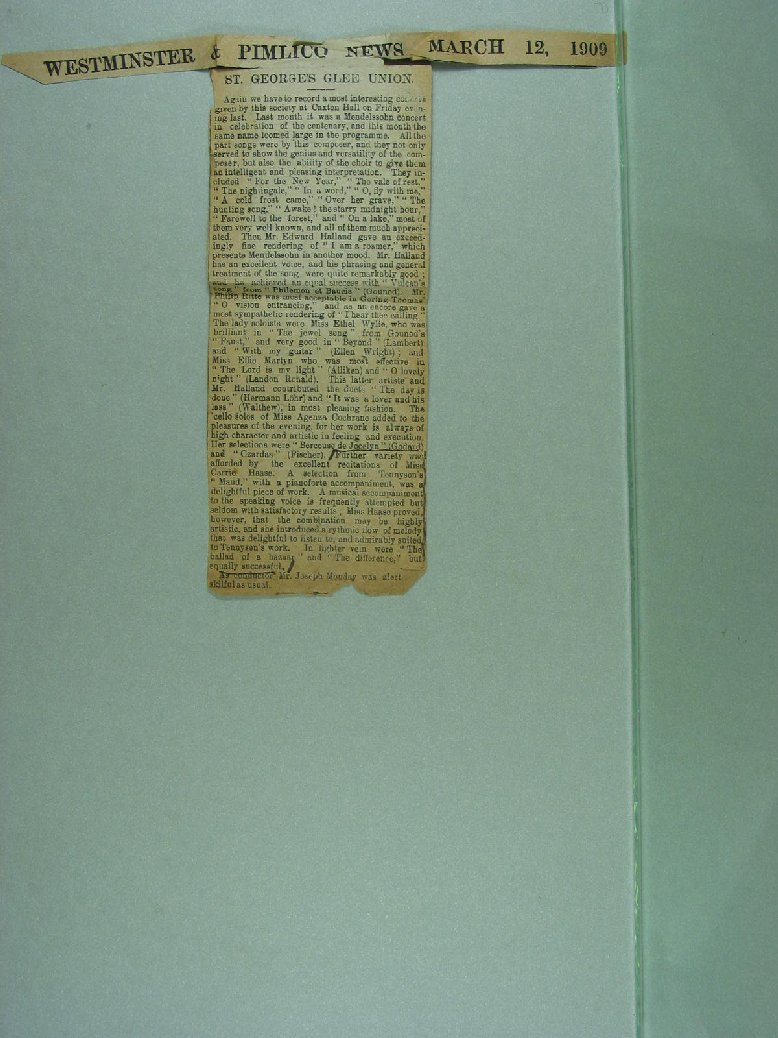 WESTMINSTER & PIMLICO NEWS MARCH 12, 1909
ST. GEORGE'S GLEE UNION.
Again we have to record a most interesting concert
given by this society at Caxton Hall on Friday even-
ing last. Last month it was a Mendelssohn concert
in celebration of the centenary, and this month the
same name loomed large in the programme. All the
part songs were by this composer, and they not only
served to show the genius and versatility of the com-
poser, but also the ability of the choir to give them
an intelligent and pleasing interpretation. They in-
cluded "For the New Year," "The vale of rest,"
"The nightingale," "In a word," "O, fly with me,"
"A cold frost came," "Over her grave," "The
hunting song," "Awake! the starry midnight hour,"
"Farewell to the forest," and "On a lake," most of
them very well known, and all of them much appreci-
ated. Then Mr. Edward Halland gave an exceed-
ingly fine rendering of "I am a roamer," which
presents Mendelssohn in another mood. Mr. Halland
has an excellent voice, and his phrasing and general
treatment of the song were quite remarkably good;
and he achieved an equal success with "Vulcan's
song" from "Philemon et Baucis" (Gounod). Mr.
Philip Ritte was most acceptable in Goring Thomas'
"O vision entrancing," and as an encore gave a
most sympathetic rendering of "I hear thee calling."
The lady soloists were Miss Ethel Wylie, who was
brilliant in "The jewel song" from Gounod's
"Faust," and very good in "Beyond" (Lambert)
and "With my guitar" (Ellen Wright); and
Miss Effie Martyn who was most effective in
"The Lord is my light" (Alliken) and "O lovely
night" (Landon Ronald). This latter artiste and
Mr. Halland contributed the duets "The day is
done" (Hermann Löhr) and "It was a lover and his
lass" (Walthew), in most pleasing fashion. The
'cello solos of Miss Agenza Cochrane added to the
pleasures of the evening, for her work is always of
high character and artistic in feeling and execution.
Her selections were "Berceuse de Jocelyn" (Godard)
and "Czardas" (Fischer). Further variety was
afforded by the excellent recitations of Miss
Carrie Haase. A selection from Tennyson's
"Maud," with a pianoforte accompaniment, was a
delightful piece of work. A musical accompaniment
to the speaking voice is frequently attempted but
seldom with satisfactory results; Miss Haase proved,
however, that the combination may be highly
artistic, and she introduced a rythmic flow of melody
that was delightful to listen to, and admirably suited
to Tennyson's work. In lighter vein were "The
ballad of a bazaar" and "The difference," but
equally successful.
As conductor Mr. Joseph Monday was alert
skilful as usual.